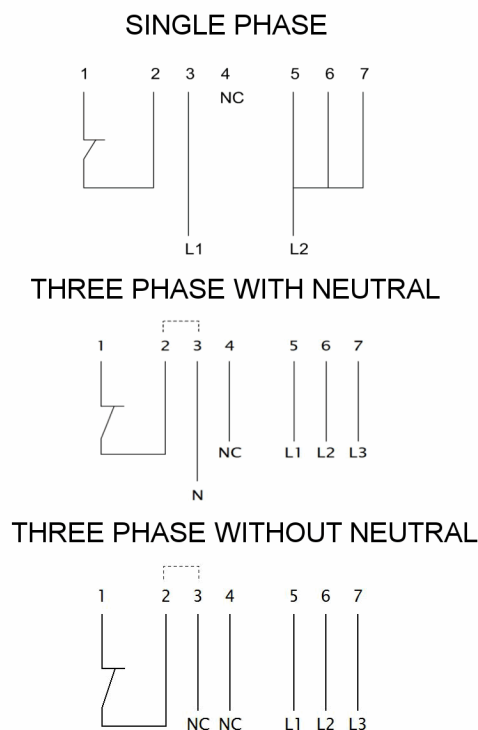 SINGLE PHASE
1 2 3 4 5 6 7
NC
L1 L2
THREE PHASE WITH NEUTRAL
1 2 3 4 5 6 7
NC L1 L2 L3
N
THREE PHASE WITHOUT NEUTRAL
1 2 3 4 5 6 7
NC NC L1 L2 L3